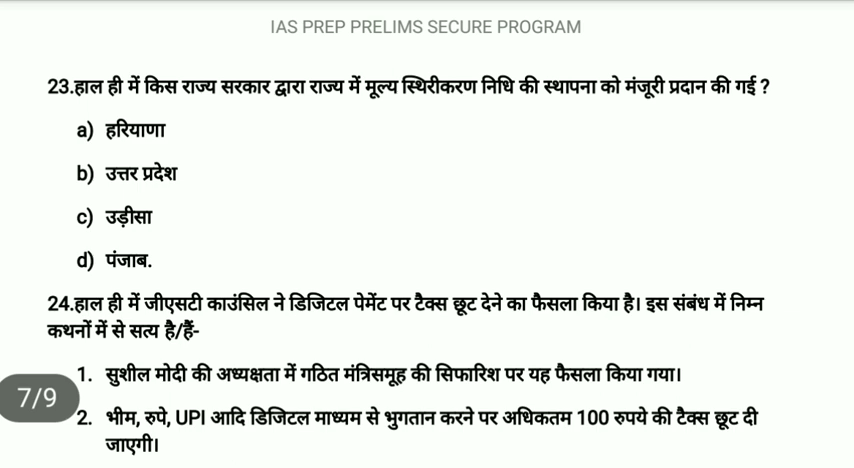 IAS PREP PRELIMS SECURE PROGRAM
23.हाल ही में किस राज्य सरकार द्वारा राज्य में मूल्य स्थिरीकरण निधि की स्थापना को मंजूरी प्रदान की गई ?
a) हरियाणा
b) उत्तर प्रदेश
c) उड़ीसा
d) पंजाब.
24.हाल ही में जीएसटी काउंसिल ने डिजिटल पेमेंट पर टैक्स छूट देने का फैसला किया है। इस संबंध में निम्न
कथनों में से सत्य है/हैं-
1. सुशील मोदी की अध्यक्षता में गठित मंत्रिसमूह की सिफारिश पर यह फैसला किया गया।
7/9
2. भीम, रुपे, UPI आदि डिजिटल माध्यम से भुगतान करने पर अधिकतम 100 रुपये की टैक्स छूट दी
जाएगी।